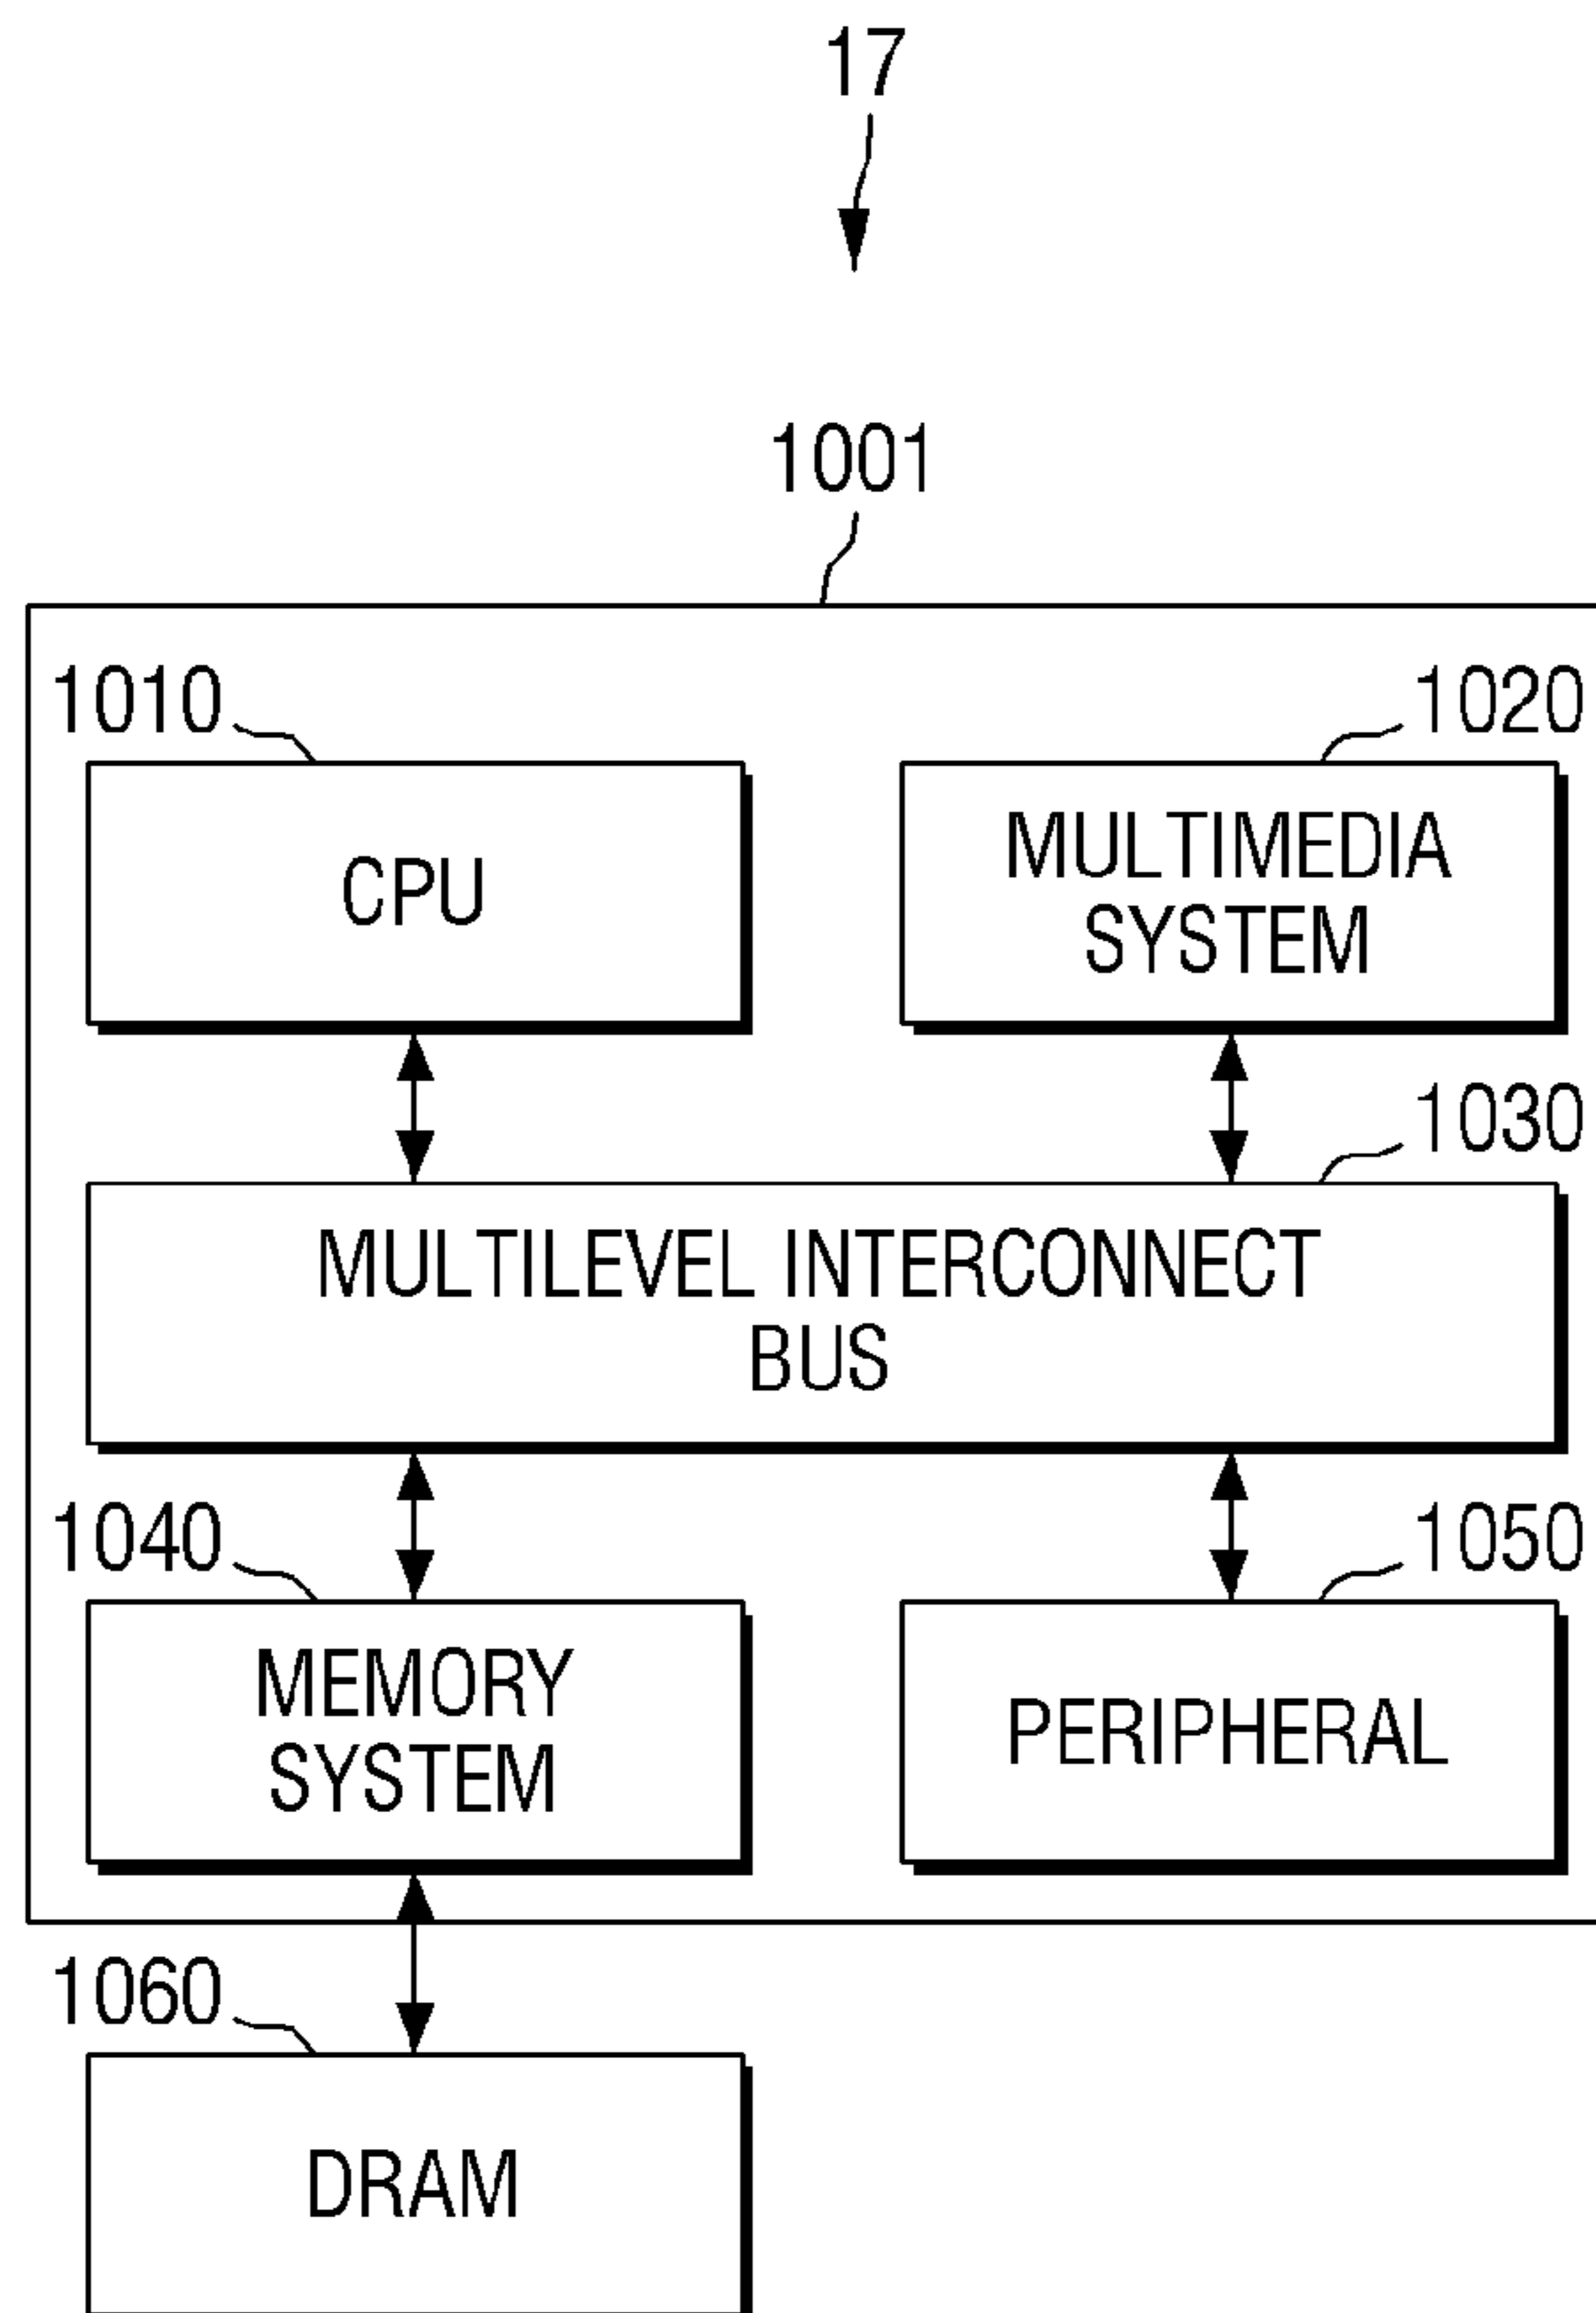 17
1001
1010
1020
CPU
MULTIMEDIA
SYSTEM
1030
MULTILEVEL INTERCONNECT
BUS
1040
1050
MEMORY
SYSTEM
PERIPHERAL
1060
DRAM